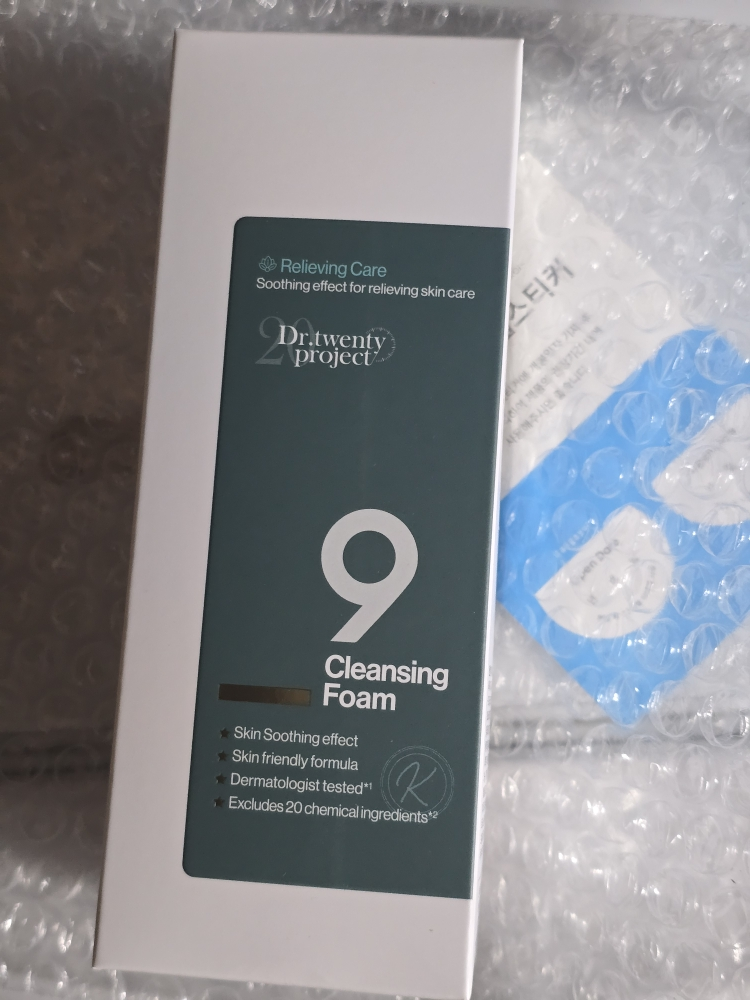 Relieving Care
Soothing effect for relieving skin care
20
Dr.twenty
project
9
Cleansing
Foam
Skin Soothing effect
Skin friendly formula
Dermatologist tested*1
Excludes 20 chemical ingredients*2
K
스티커